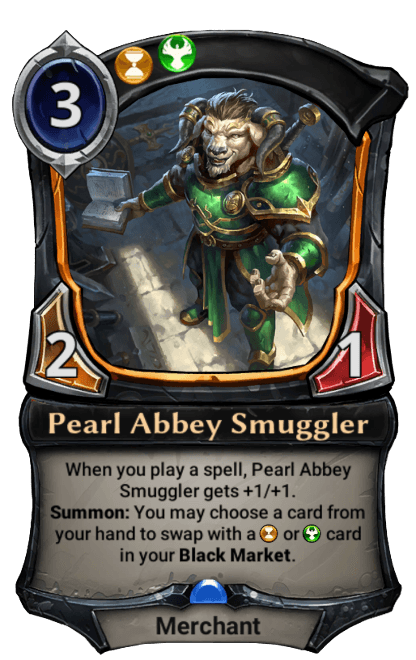 3
2
1
Pearl Abbey Smuggler
When you play a spell, Pearl Abbey
Smuggler gets +1/+1.
Summon: You may choose a card from
your hand to swap with a or card
in your Black Market.
Merchant